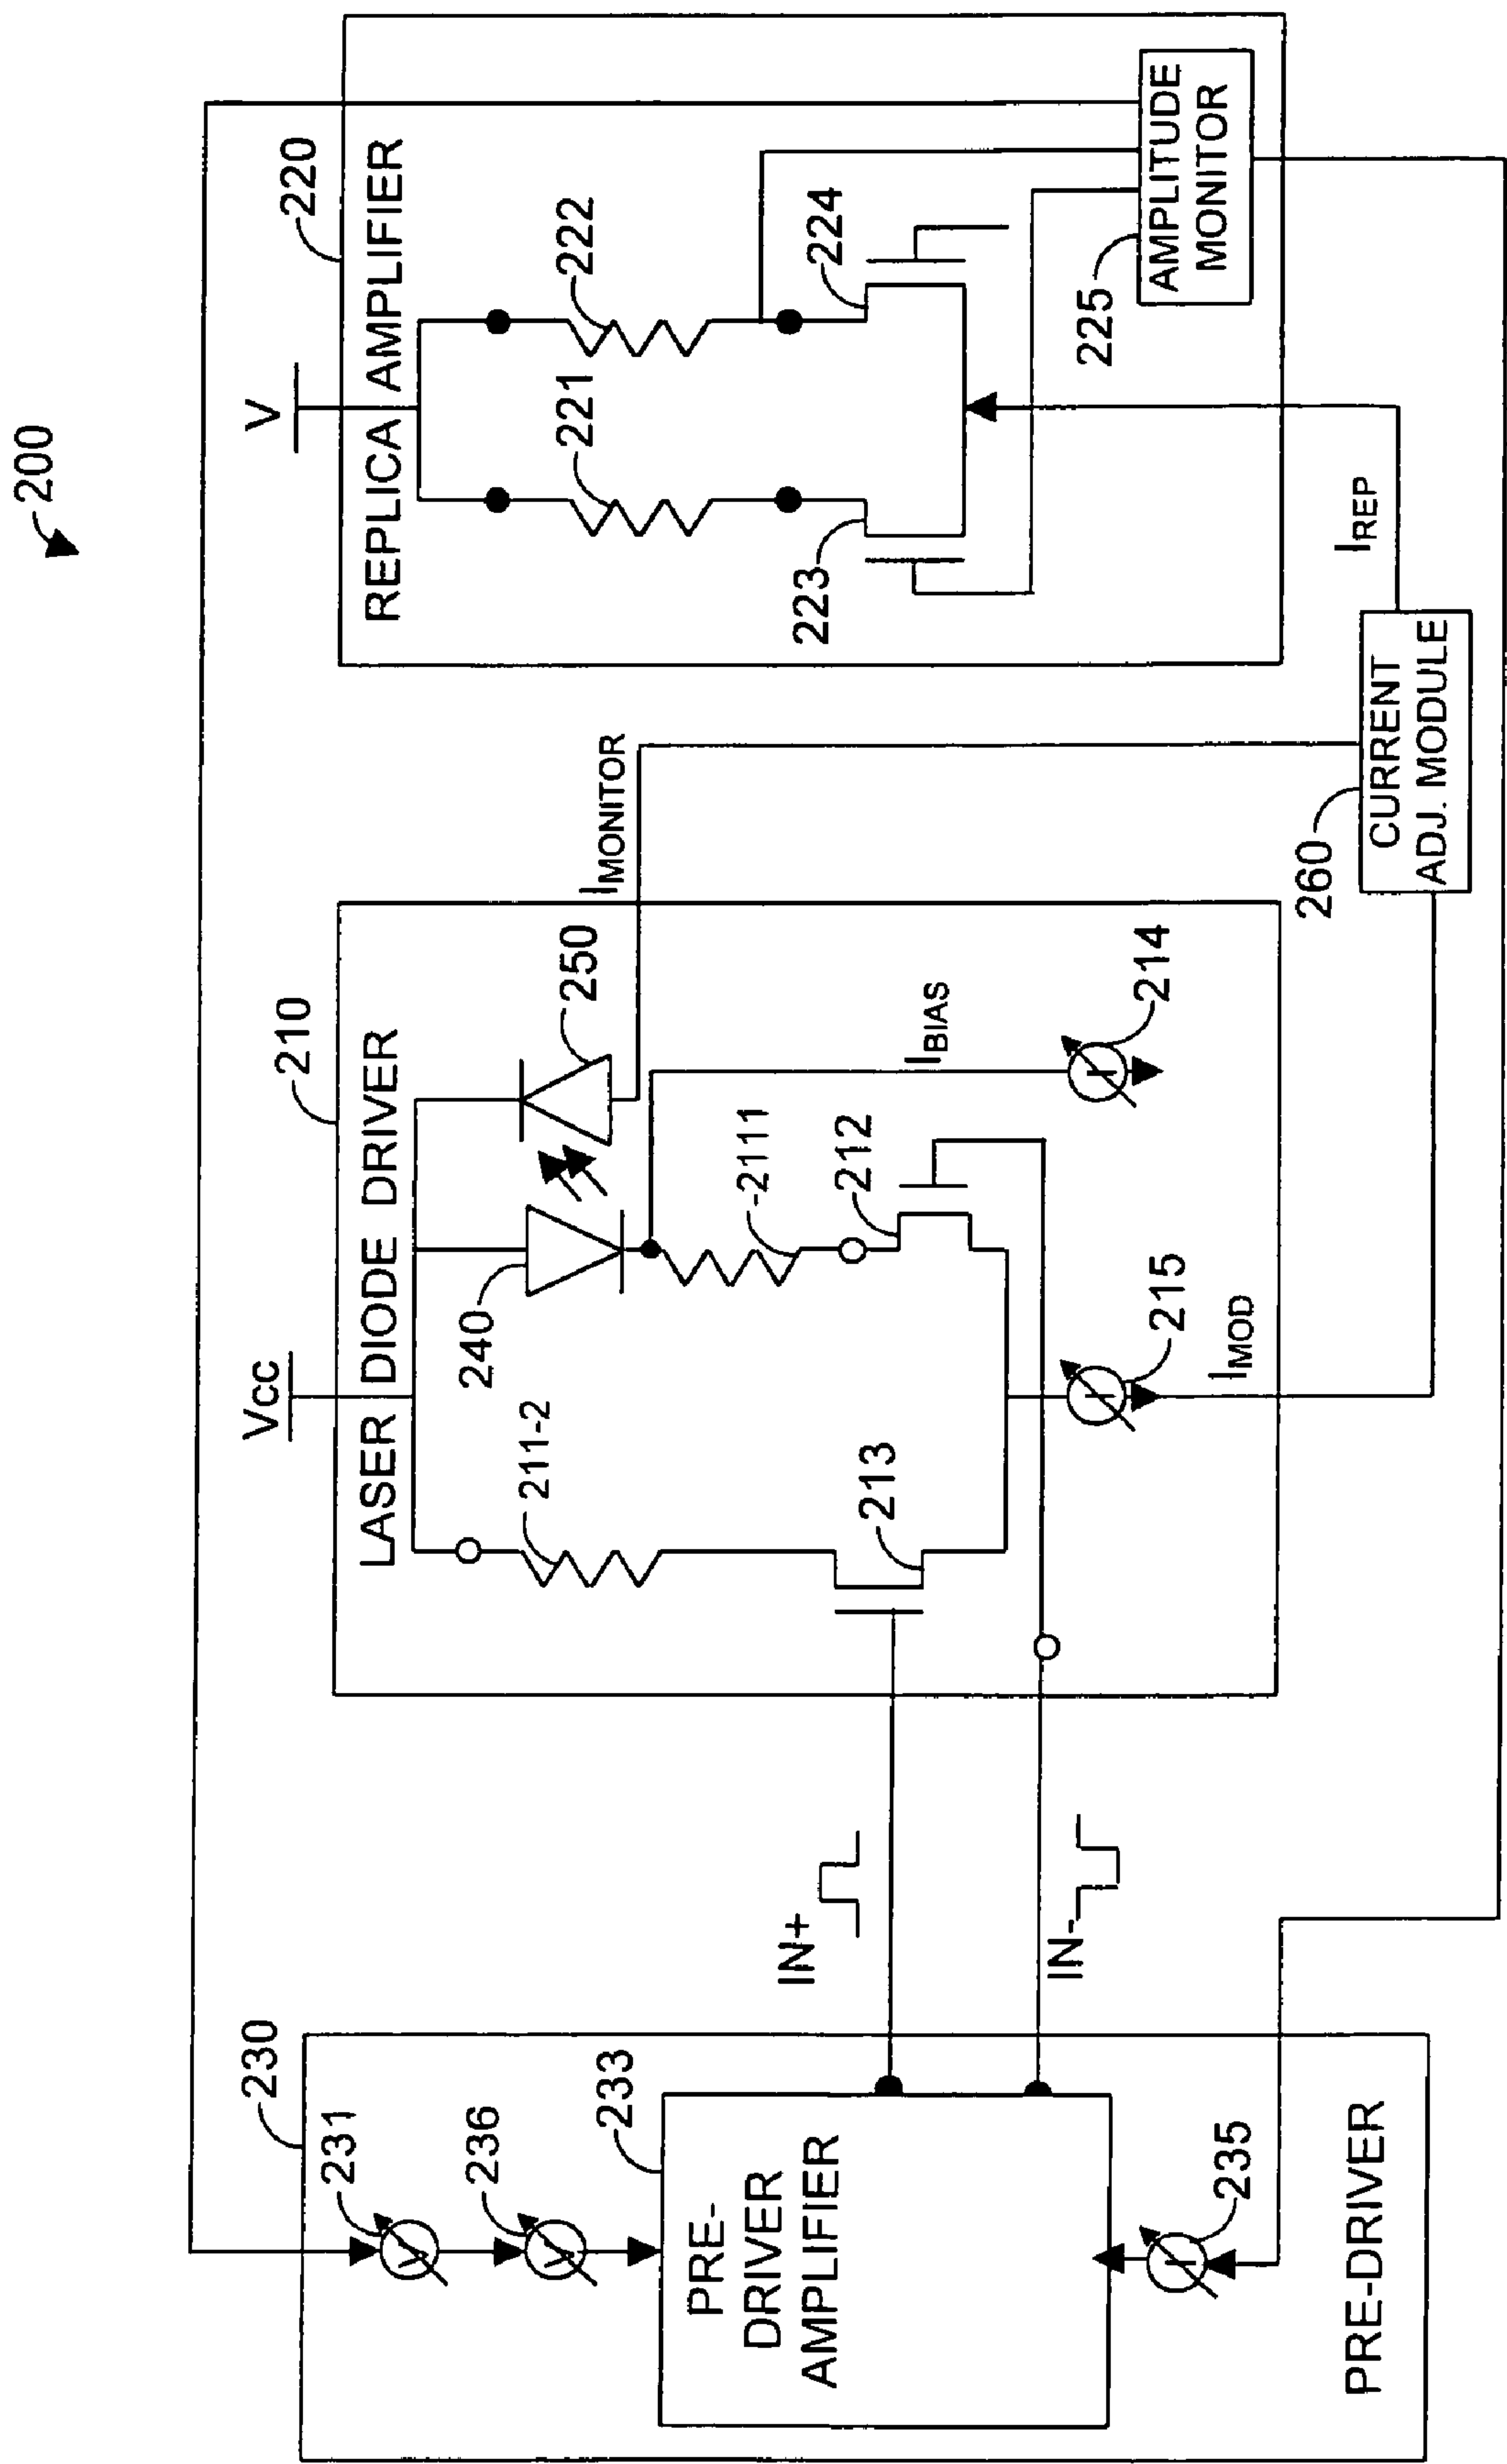 200
230
231
236
233
PRE-
DRIVER
AMPLIFIER
235
PRE-DRIVER
IN+
IN-
Vcc
210
LASER DIODE DRIVER
211-2
240
250
-2111
213
212
IBIAS
214
215
IMOD
IMONITOR
260
CURRENT
ADJ. MODULE
IREP
V
220
REPLICA AMPLIFIER
221
222
223
224
225
AMPLITUDE
MONITOR
V
V
I
I
I